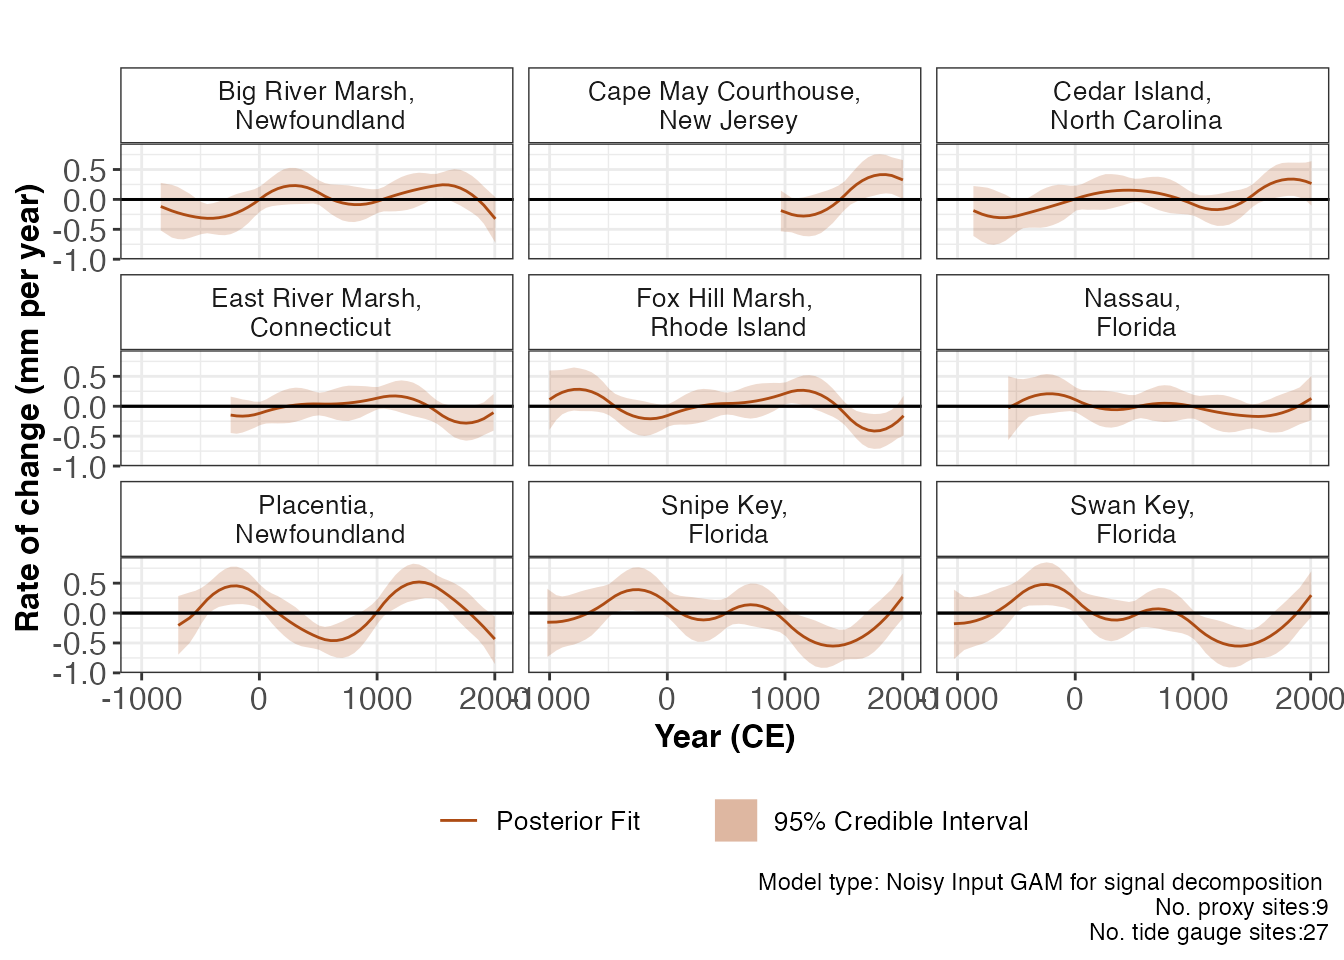 Big River Marsh,
Newfoundland
Cape May Courthouse,
New Jersey
Cedar Island,
North Carolina
0.5
0.0
-0.5
-1.0
East River Marsh,
Connecticut
Fox Hill Marsh,
Rhode Island
Nassau,
Florida
0.5
0.0
-0.5
-1.0
Placentia,
Newfoundland
Snipe Key,
Florida
Swan Key,
Florida
0.5
0.0
-0.5
-1.0
-1000 0 1000 2000
-1000 0 1000 2000
-1000 0 1000 2000
Rate of change (mm per year)
Year (CE)
Posterior Fit
95% Credible Interval
Model type: Noisy Input GAM for signal decomposition
No. proxy sites:9
No. tide gauge sites:27